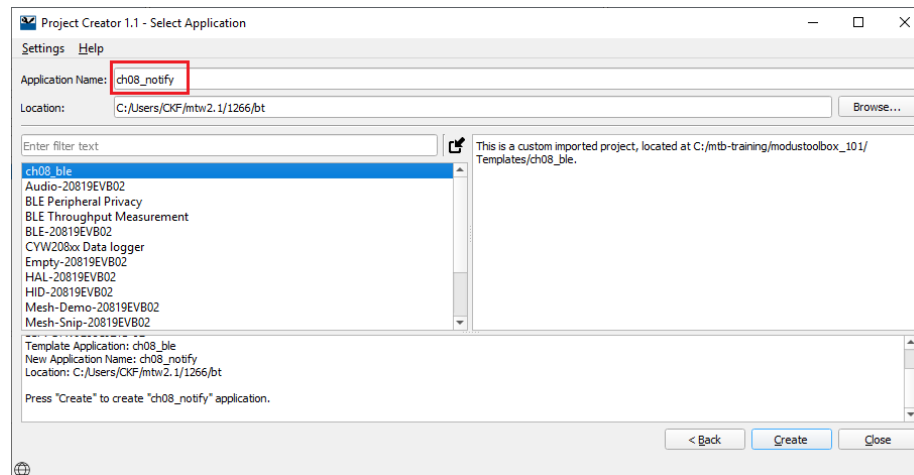 Project Creator 1.1 - Select Application
Settings Help
Application Name: ch08_notify
Location: C:/Users/CKF/mtw2.1/1266/bt Browse...
Enter filter text
ch08_ble
Audio-20819EVB02
BLE Peripheral Privacy
BLE Throughput Measurement
BLE-20819EVB02
CYW208xx Data logger
Empty-20819EVB02
HAL-20819EVB02
HID-20819EVB02
Mesh-Demo-20819EVB02
Mesh-Snip-20819EVB02
This is a custom imported project, located at C:/mtb-training/modustoolbox_101/
Templates/ch08_ble.
Template Application: ch08_ble
New Application Name: ch08_notify
Location: C:/Users/CKF/mtw2.1/1266/bt
Press "Create" to create "ch08_notify" application.
< Back Create Close